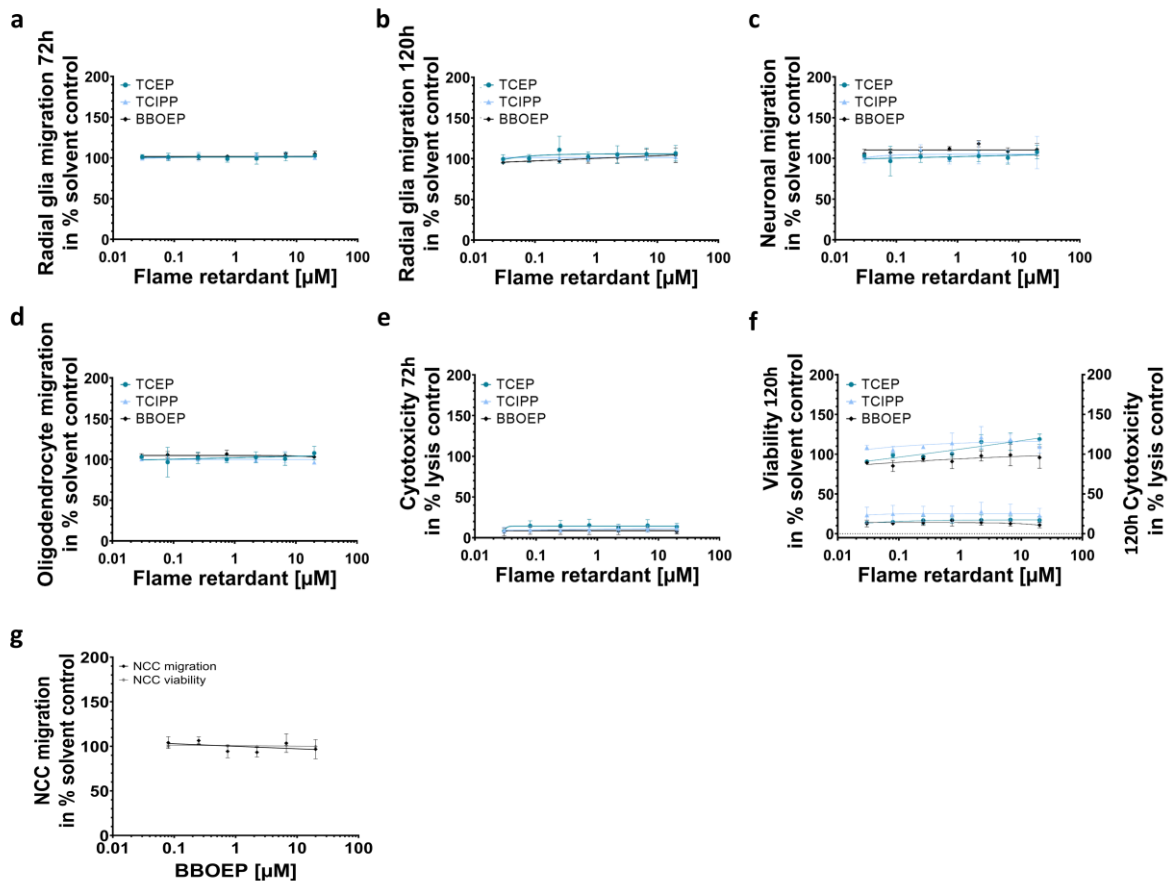 a
Radial glia migration 72h
in % solvent control
200
150
100
50
0
TCEP
TCIPP
BBOEP
0.01 0.1 1 10 100
Flame retardant [µM]
b
Radial glia migration 120h
in % solvent control
200
150
100
50
0
TCEP
TCIPP
BBOEP
0.01 0.1 1 10 100
Flame retardant [µM]
c
Neuronal migration
in % solvent control
200
150
100
50
0
TCEP
TCIPP
BBOEP
0.01 0.1 1 10 100
Flame retardant [µM]
d
Oligodendrocyte migration
in % solvent control
200
150
100
50
0
TCEP
TCIPP
BBOEP
0.01 0.1 1 10 100
Flame retardant [µM]
e
Cytotoxicity 72h
in % lysis control
200
150
100
50
0
TCEP
TCIPP
BBOEP
0.01 0.1 1 10 100
Flame retardant [µM]
f
Viability 120h
in % solvent control
200
150
100
50
0
TCEP
TCIPP
BBOEP
200
150
100
50
0
120h Cytotoxicity
in % lysis control
0.01 0.1 1 10 100
Flame retardant [µM]
g
NCC migration
in % solvent control
200
150
100
50
0
NCC migration
NCC viability
0.01 0.1 1 10 100
BBOEP [µM]